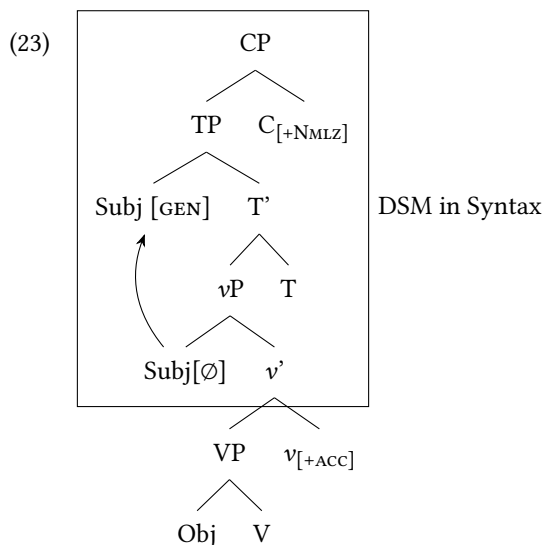 (23) CP
TP C[+NMLZ]
Subj [GEN] T’ DSM in Syntax
vP T
Subj[∅] v’
VP v[+ACC]
Obj V